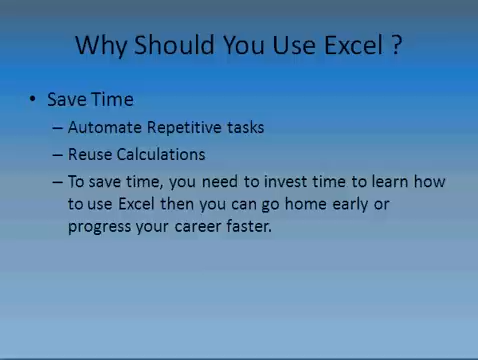 Why Should You Use Excel ?
• Save Time
– Automate Repetitive tasks
– Reuse Calculations
– To save time, you need to invest time to learn how
to use Excel then you can go home early or
progress your career faster.